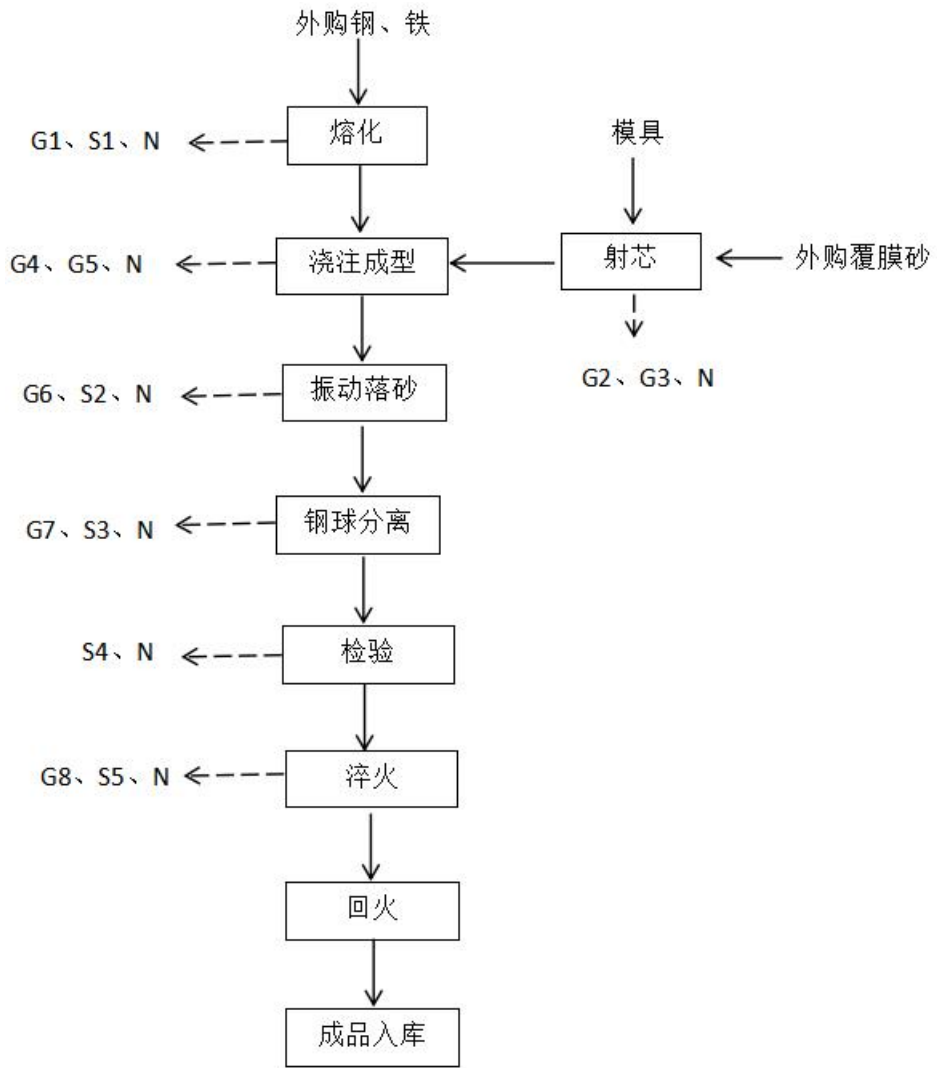 外购钢、铁
熔化
G1、S1、N
模具
浇注成型
G4、G5、N
射芯
外购覆膜砂
G2、G3、N
振动落砂
G6、S2、N
钢球分离
G7、S3、N
检验
S4、N
淬火
G8、S5、N
回火
成品入库